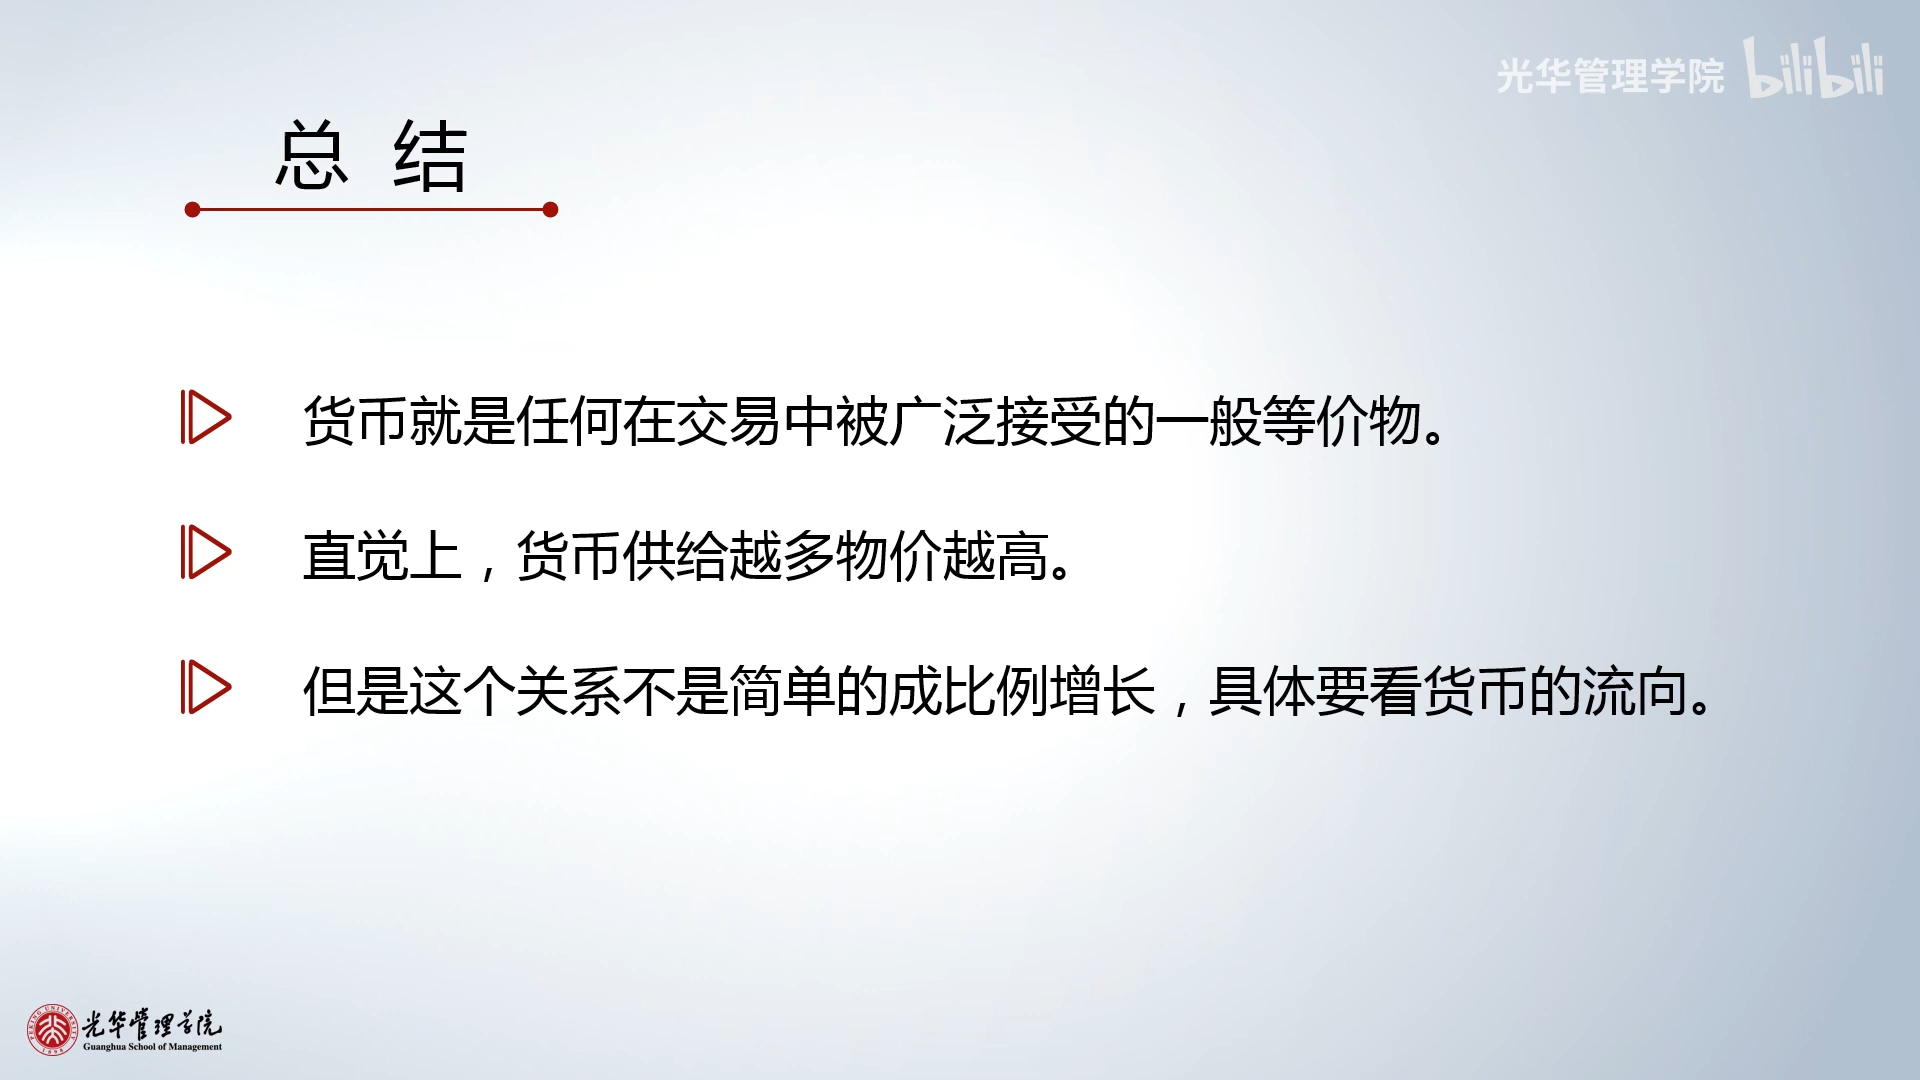 光华管理学院 bilibili
总 结
货币就是任何在交易中被广泛接受的一般等价物。
直觉上，货币供给越多物价越高。
但是这个关系不是简单的成比例增长，具体要看货币的流向。
PEKING UNIVERSITY
1898
光华管理学院
Guanghua School of Management